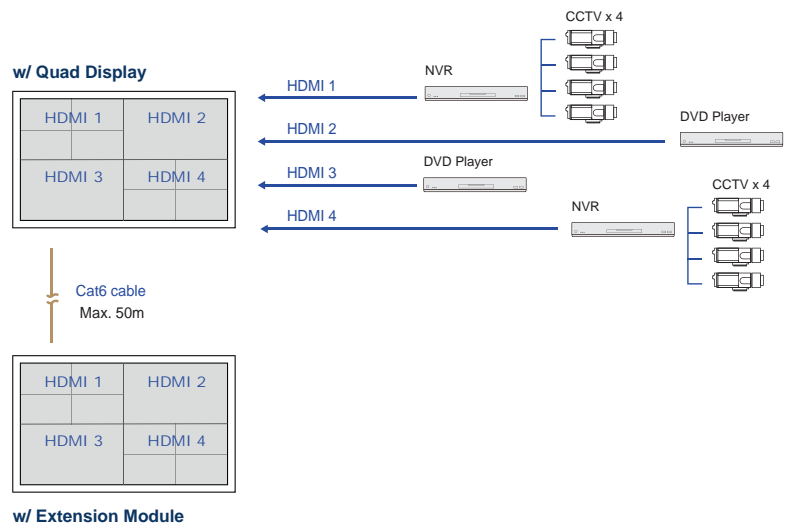 CCTV x 4
w/ Quad Display
NVR
HDMI 1
HDMI 1
HDMI 2
HDMI 2
DVD Player
HDMI 3
HDMI 4
DVD Player
HDMI 3
CCTV x 4
NVR
HDMI 4
Cat6 cable
Max. 50m
HDMI 1
HDMI 2
HDMI 3
HDMI 4
w/ Extension Module